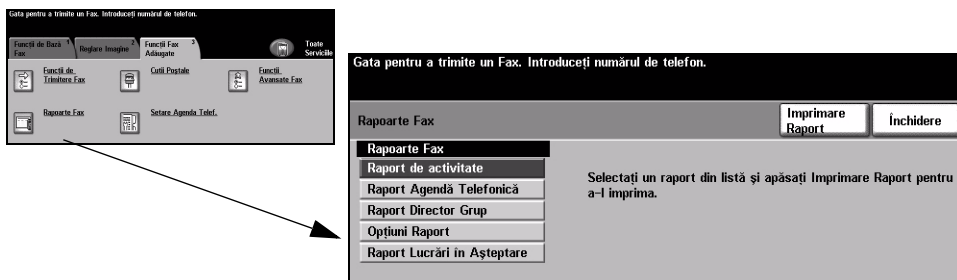 Gata pentru a trimite un Fax. Introduceți numărul de telefon.
Funcții de Bază 1
Fax
Reglare Imagine 2
Funcții Fax 3
Adăugate
Toate
Serviciile
Funcții de
Trimitere Fax
Cutii Poștale
Funcții
Avansate Fax
Rapoarte Fax
Setare Agenda Telef.
Gata pentru a trimite un Fax. Introduceți numărul de telefon.
Rapoarte Fax
Imprimare
Raport
Închidere
Rapoarte Fax
Raport de activitate
Raport Agendă Telefonică
Raport Director Grup
Opțiuni Raport
Raport Lucrări în Așteptare
Selectați un raport din listă și apăsați Imprimare Raport pentru
a-l imprima.